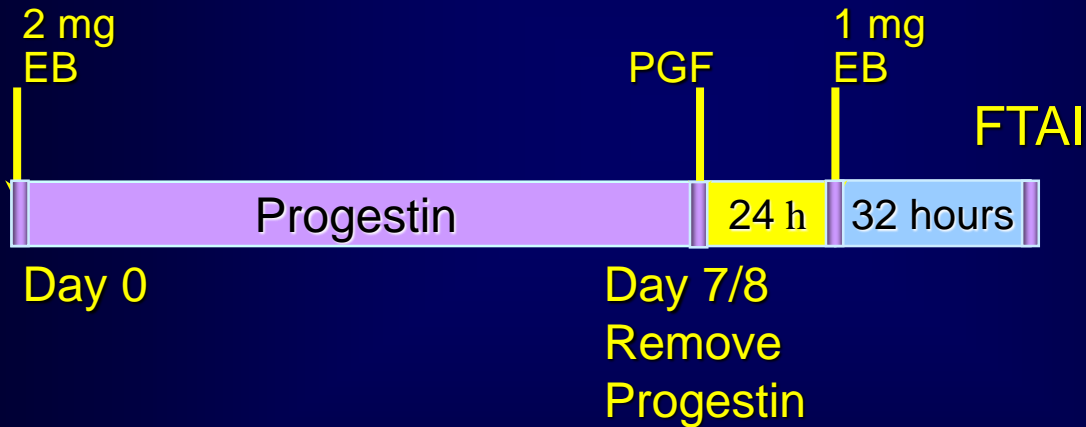 2 mg
EB
PGF
1 mg
EB
FTAI
Progestin
24 h
32 hours
Day 0
Day 7/8
Remove
Progestin